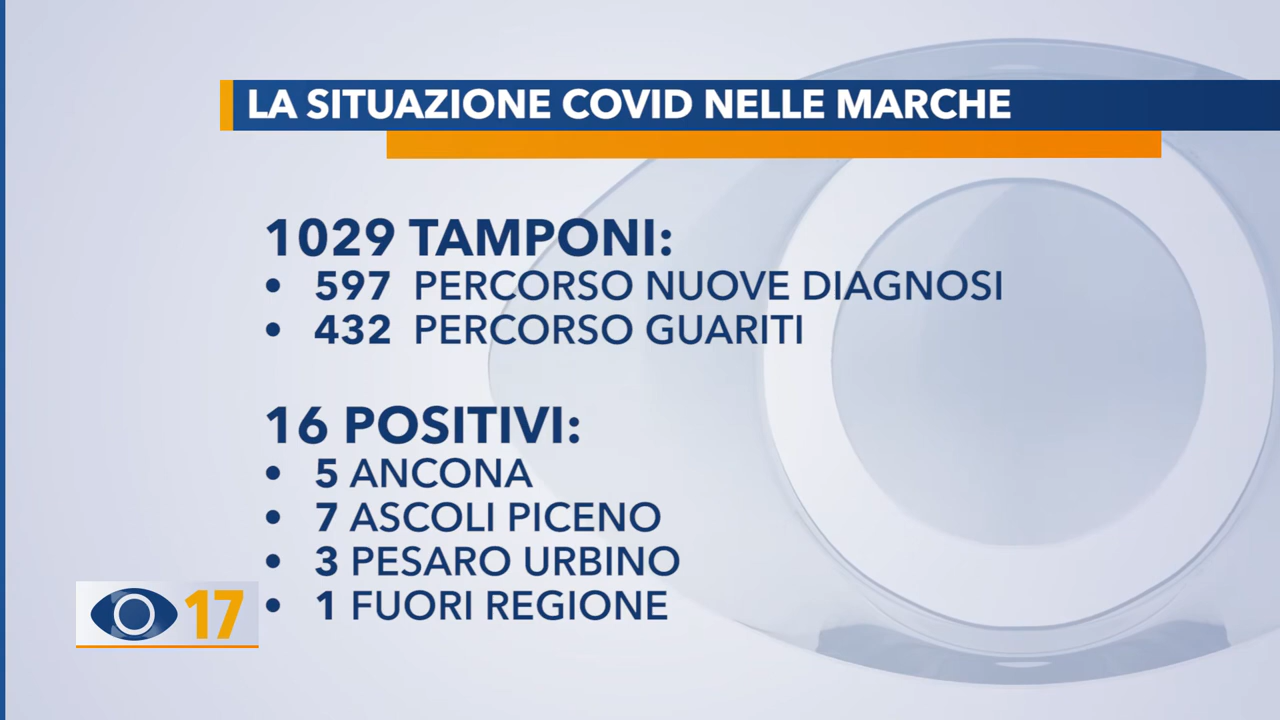 LA SITUAZIONE COVID NELLE MARCHE
1029 TAMPONI:
• 597 PERCORSO NUOVE DIAGNOSI
• 432 PERCORSO GUARITI
16 POSITIVI:
• 5 ANCONA
• 7 ASCOLI PICENO
• 3 PESARO URBINO
• 1 FUORI REGIONE
17